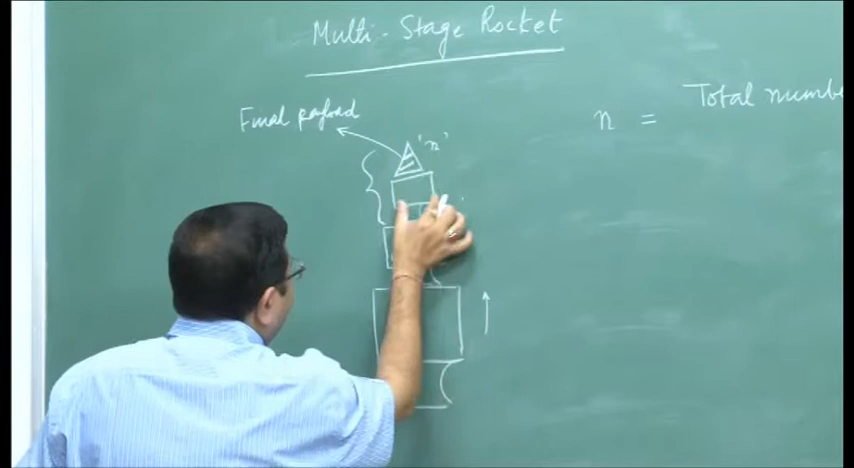 Multi - Stage Rocket
Final payload
'n'
n = Total numbe